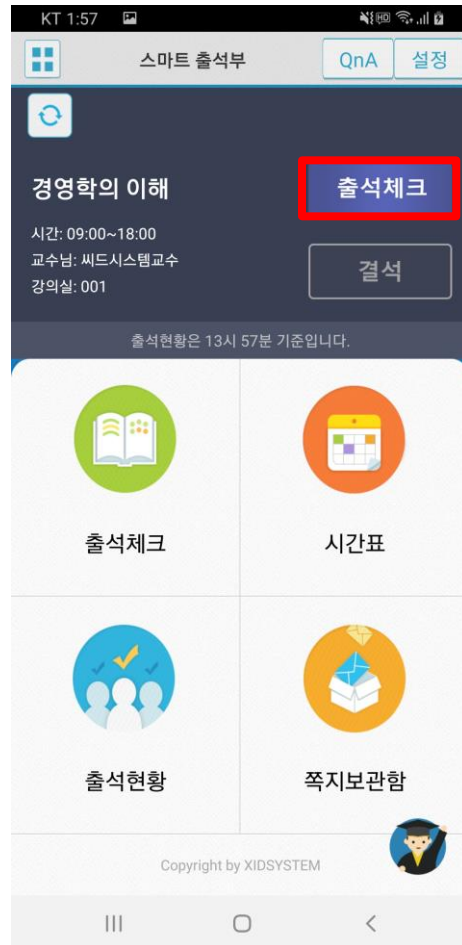 KT 1:57
스마트 출석부
QnA
설정
경영학의 이해
출석체크
시간: 09:00~18:00
교수님: 씨드시스템교수
강의실: 001
결석
출석현황은 13시 57분 기준입니다.
출석체크
시간표
출석현황
쪽지보관함
Copyright by XIDSYSTEM